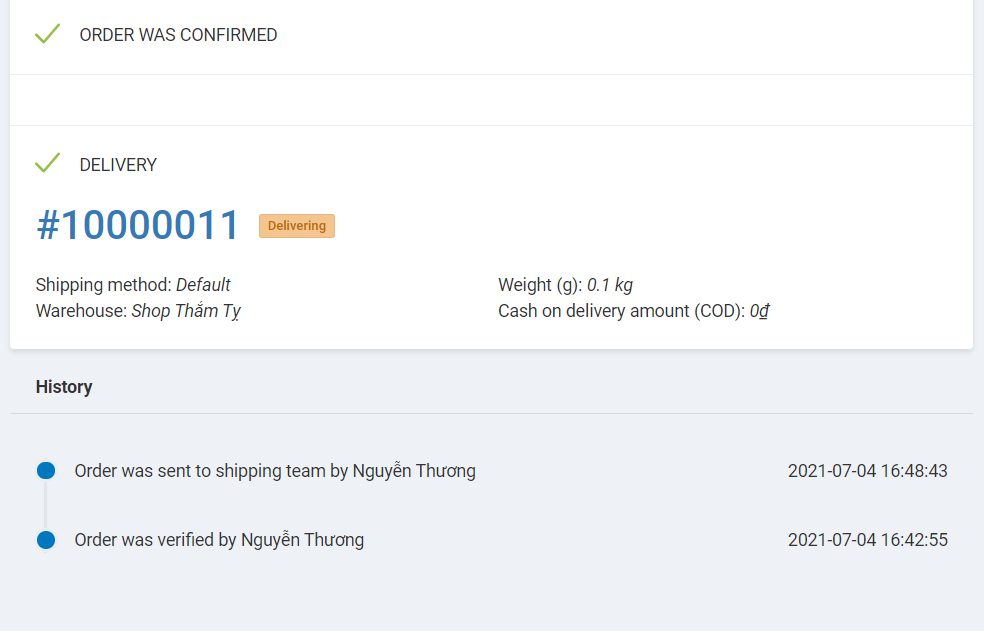 ORDER WAS CONFIRMED
DELIVERY
#10000011 Delivering
Shipping method: Default
Weight (g): 0.1 kg
Warehouse: Shop Thắm Tỵ
Cash on delivery amount (COD): 0₫
History
Order was sent to shipping team by Nguyễn Thương 2021-07-04 16:48:43
Order was verified by Nguyễn Thương 2021-07-04 16:42:55